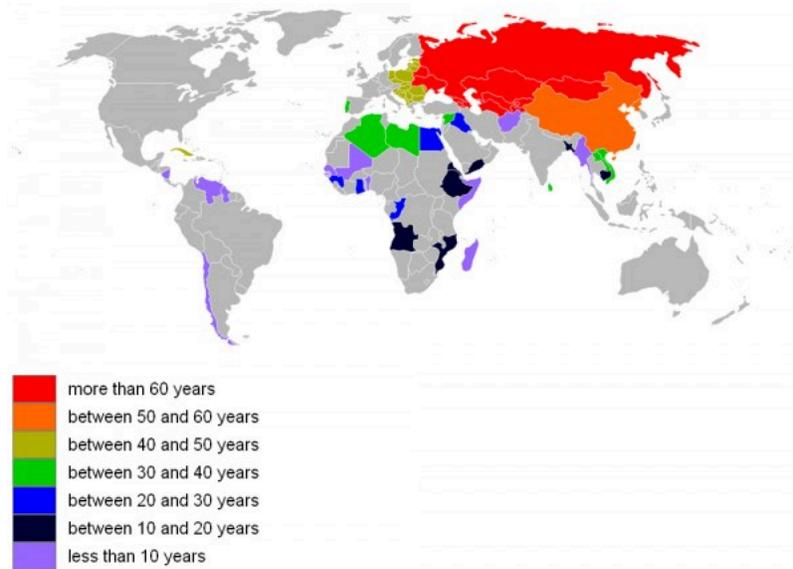 more than 60 years
between 50 and 60 years
between 40 and 50 years
between 30 and 40 years
between 20 and 30 years
between 10 and 20 years
less than 10 years